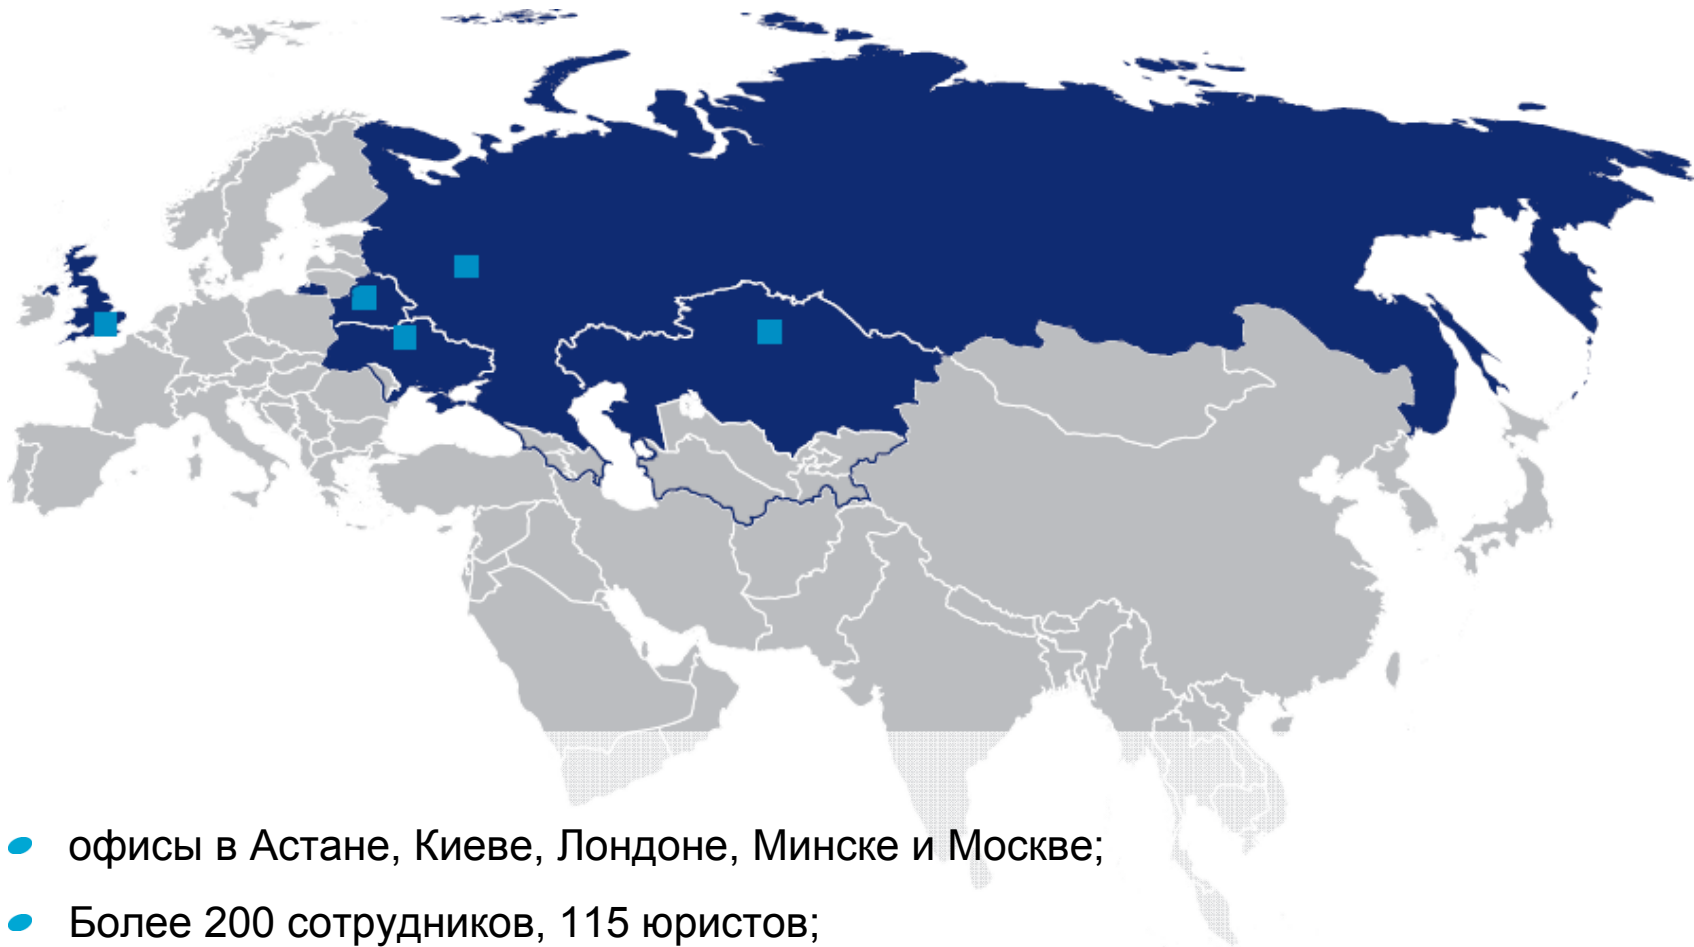 офисы в Астане, Киеве, Лондоне, Минске и Москве;
Более 200 сотрудников, 115 юристов;